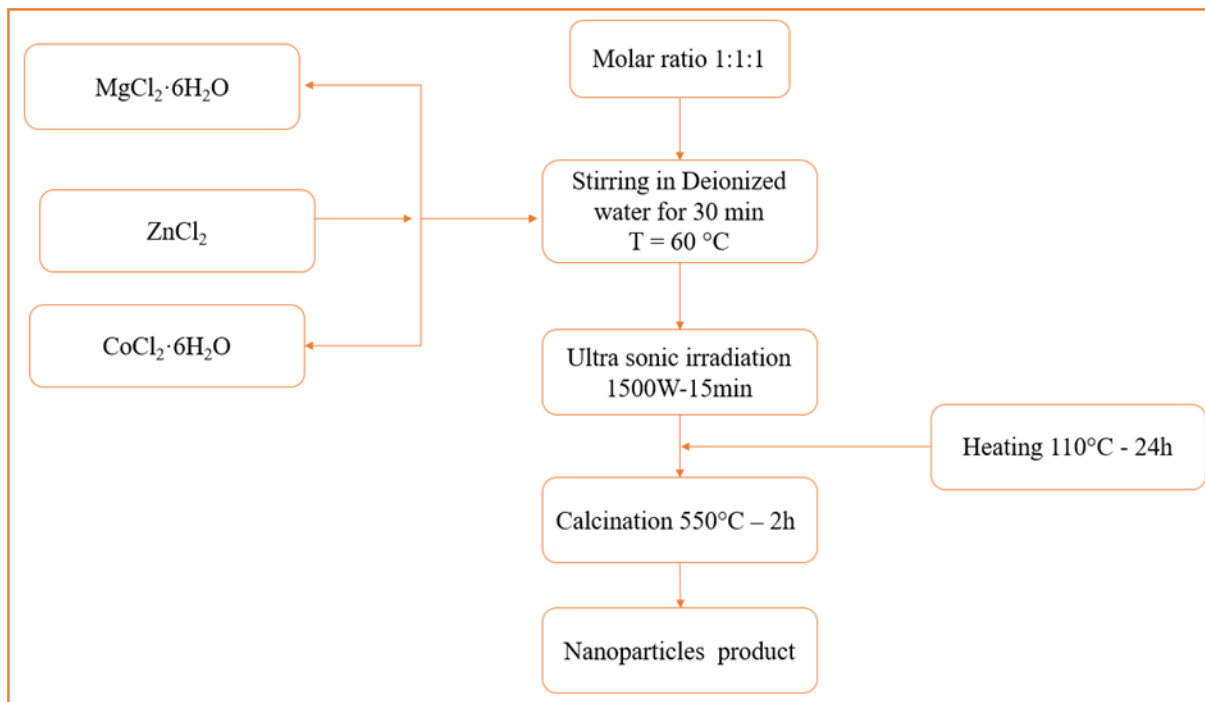 Molar ratio 1:1:1
MgCl₂·6H₂O
ZnCl₂
CoCl₂·6H₂O
Stirring in Deionized
water for 30 min
T = 60 °C
Ultra sonic irradiation
1500W-15min
Heating 110°C - 24h
Calcination 550°C – 2h
Nanoparticles product